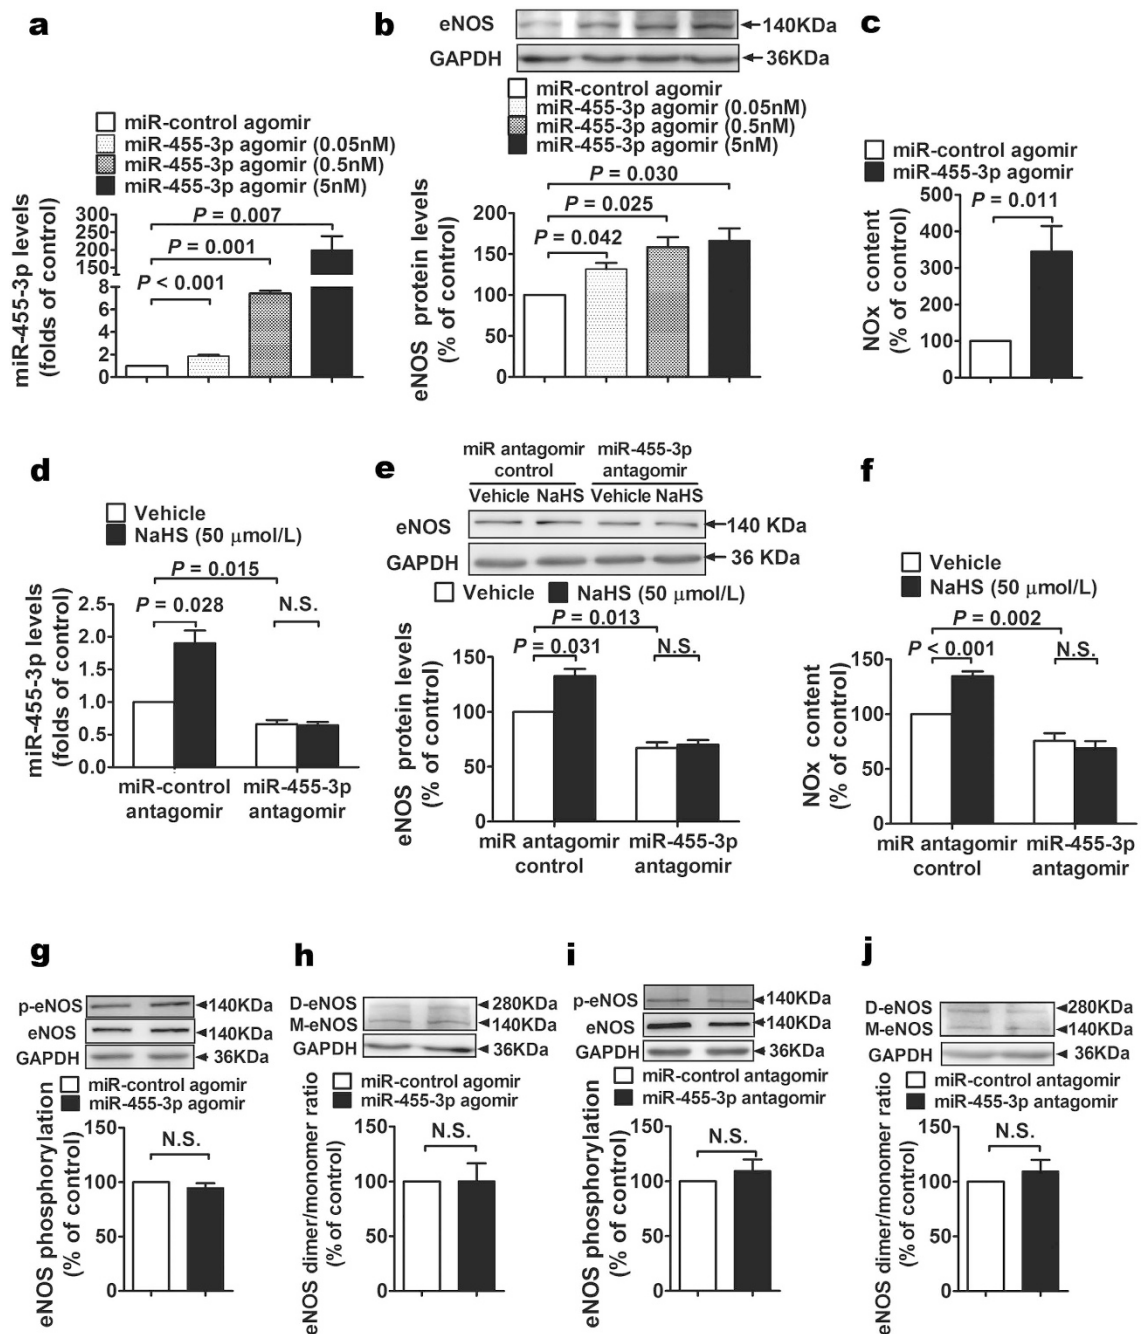 a
miR-control agomir
miR-455-3p agomir (0.05nM)
miR-455-3p agomir (0.5nM)
miR-455-3p agomir (5nM)
miR-455-3p levels
(folds of control)
300
250
200
150
8
6
4
2
0
P = 0.007
P = 0.001
P < 0.001
b
eNOS
140KDa
GAPDH
36KDa
miR-control agomir
miR-455-3p agomir (0.05nM)
miR-455-3p agomir (0.5nM)
miR-455-3p agomir (5nM)
eNOS protein levels
(% of control)
200
150
100
50
0
P = 0.030
P = 0.025
P = 0.042
c
miR-control agomir
miR-455-3p agomir
NOx content
(% of control)
500
400
300
200
100
0
P = 0.011
d
Vehicle
NaHS (50 μmol/L)
miR-455-3p levels
(folds of control)
2.5
2.0
1.5
1.0
0.5
0.0
P = 0.015
P = 0.028
N.S.
miR-control
antagomir
miR-455-3p
antagomir
e
miR antagomir
control
miR-455-3p
antagomir
Vehicle NaHS Vehicle NaHS
eNOS
140 KDa
GAPDH
36 KDa
Vehicle
NaHS (50 μmol/L)
eNOS protein levels
(% of control)
150
100
50
0
P = 0.013
P = 0.031
N.S.
miR antagomir
control
miR-455-3p
antagomir
f
Vehicle
NaHS (50 μmol/L)
NOx content
(% of control)
150
100
50
0
P = 0.002
P < 0.001
N.S.
miR antagomir
control
miR-455-3p
antagomir
g
p-eNOS
140KDa
eNOS
140KDa
GAPDH
36KDa
miR-control agomir
miR-455-3p agomir
eNOS phosphorylation
(% of control)
150
100
50
0
N.S.
h
D-eNOS
280KDa
M-eNOS
140KDa
GAPDH
36KDa
miR-control agomir
miR-455-3p agomir
eNOS dimer/monomer ratio
(% of control)
150
100
50
0
N.S.
i
p-eNOS
140KDa
eNOS
140KDa
GAPDH
36KDa
miR-control antagomir
miR-455-3p antagomir
eNOS phosphorylation
(% of control)
150
100
50
0
N.S.
j
D-eNOS
280KDa
M-eNOS
140KDa
GAPDH
36KDa
miR-control antagomir
miR-455-3p antagomir
eNOS dimer/monomer ratio
(% of control)
150
100
50
0
N.S.